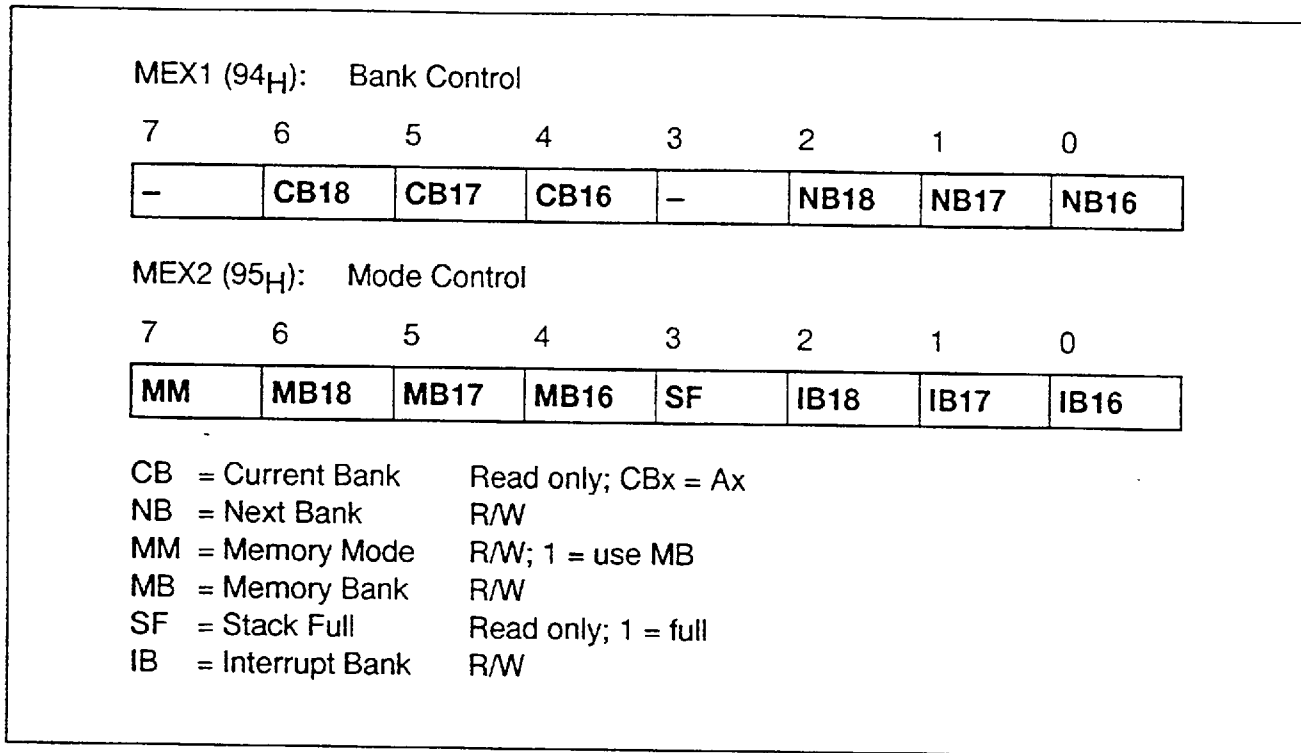 MEX1 (94H): Bank Control
7 6 5 4 3 2 1 0
– CB18 CB17 CB16 – NB18 NB17 NB16
MEX2 (95H): Mode Control
7 6 5 4 3 2 1 0
MM MB18 MB17 MB16 SF IB18 IB17 IB16
CB = Current Bank Read only; CBx = Ax
NB = Next Bank R/W
MM = Memory Mode R/W; 1 = use MB
MB = Memory Bank R/W
SF = Stack Full Read only; 1 = full
IB = Interrupt Bank R/W